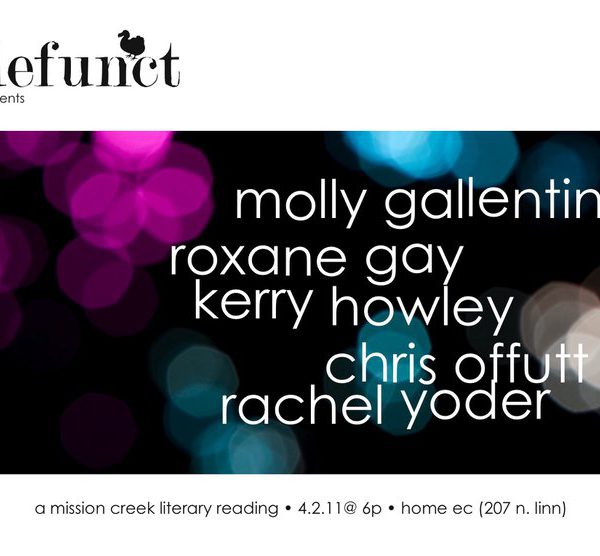 defunct
ents
molly gallentin
roxane gay
kerry howley
chris offutt
rachel yoder
a mission creek literary reading • 4.2.11@ 6p • home ec (207 n. linn)